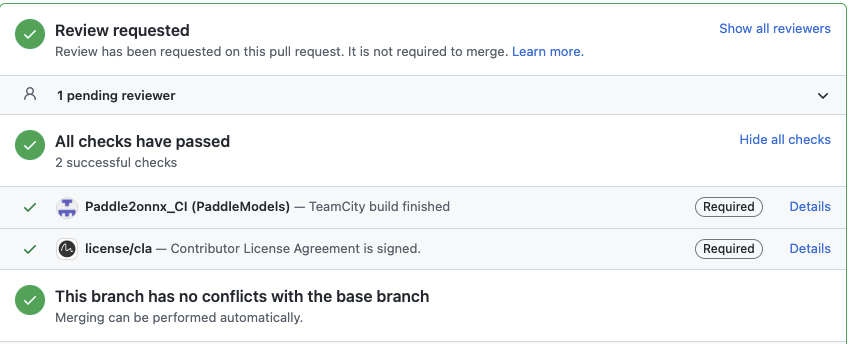 Review requested
Show all reviewers
Review has been requested on this pull request. It is not required to merge. Learn more.
1 pending reviewer
All checks have passed
Hide all checks
2 successful checks
Paddle2onnx_CI (PaddleModels) — TeamCity build finished Required Details
license/cla — Contributor License Agreement is signed. Required Details
This branch has no conflicts with the base branch
Merging can be performed automatically.